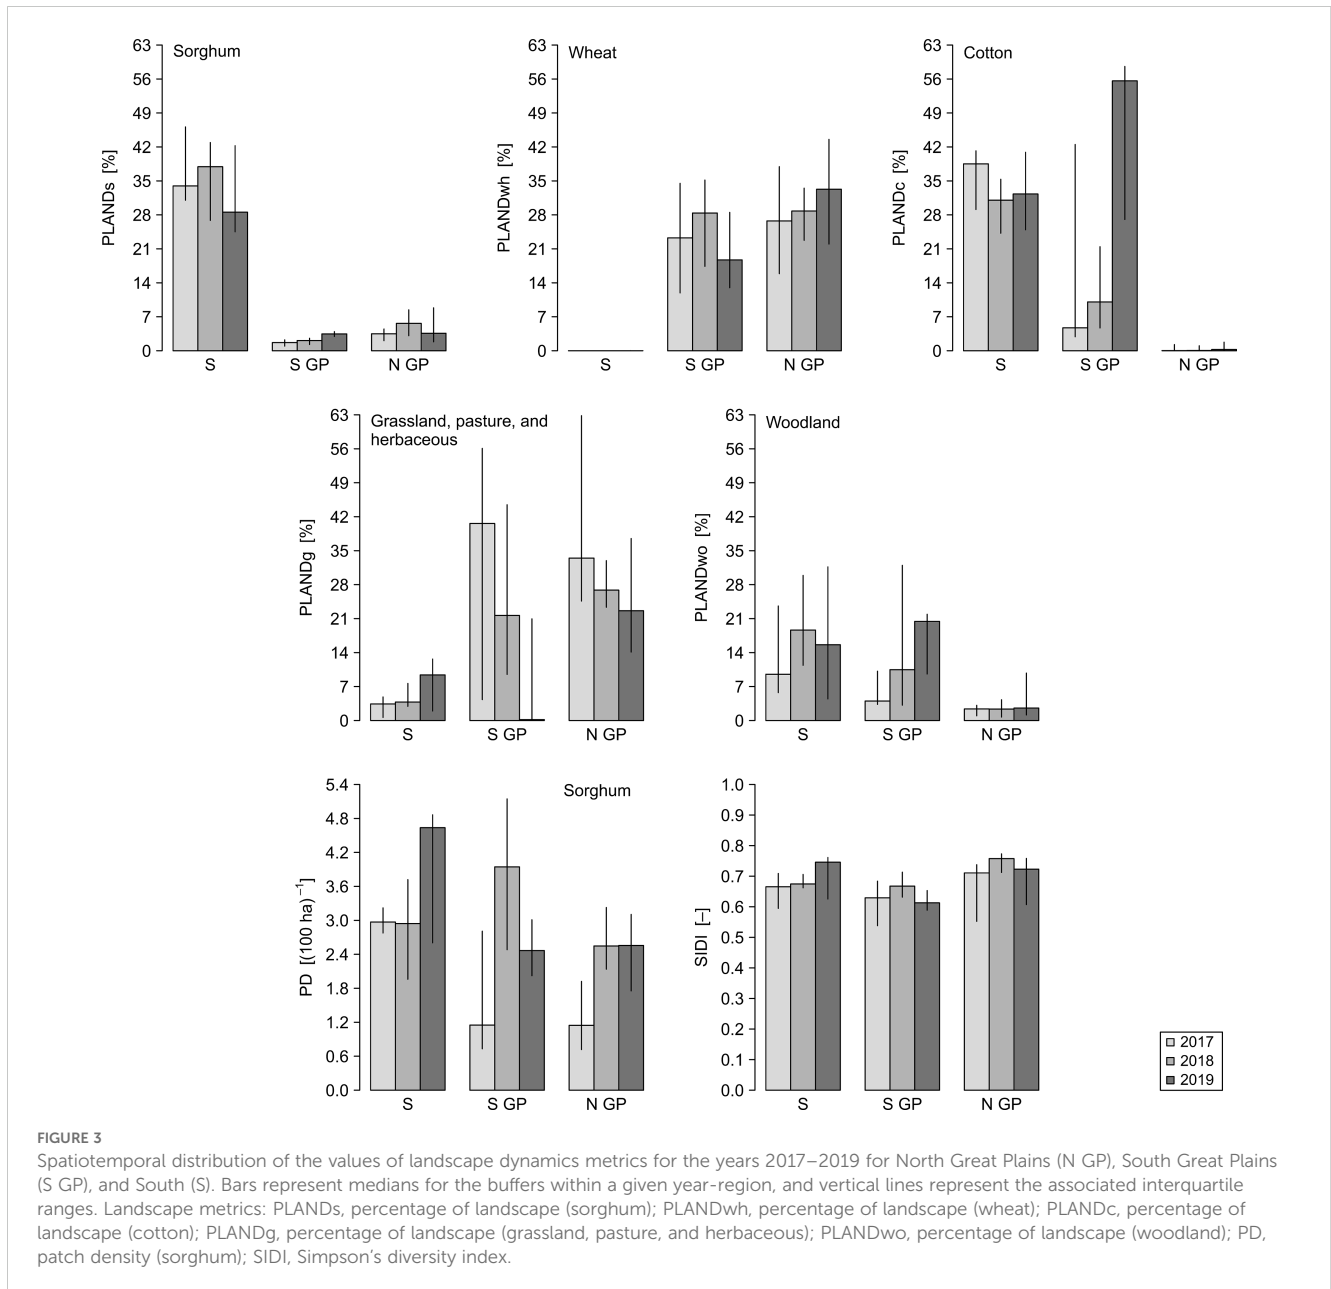 Sorghum
PLANDs [%]
63
56
49
42
35
28
21
14
7
0
S
S GP
N GP
Wheat
PLANDwh [%]
63
56
49
42
35
28
21
14
7
0
S
S GP
N GP
Cotton
PLANDc [%]
63
56
49
42
35
28
21
14
7
0
S
S GP
N GP
Grassland, pasture, and
herbaceous
PLANDg [%]
63
56
49
42
35
28
21
14
7
0
S
S GP
N GP
Woodland
PLANDwo [%]
63
56
49
42
35
28
21
14
7
0
S
S GP
N GP
Sorghum
PD [(100 ha)⁻¹]
5.4
4.8
4.2
3.6
3.0
2.4
1.8
1.2
0.6
0.0
S
S GP
N GP
SIDI [–]
1.0
0.9
0.8
0.7
0.6
0.5
0.4
0.3
0.2
0.1
0.0
S
S GP
N GP
2017
2018
2019
FIGURE 3
Spatiotemporal distribution of the values of landscape dynamics metrics for the years 2017–2019 for North Great Plains (N GP), South Great Plains
(S GP), and South (S). Bars represent medians for the buffers within a given year-region, and vertical lines represent the associated interquartile
ranges. Landscape metrics: PLANDs, percentage of landscape (sorghum); PLANDwh, percentage of landscape (wheat); PLANDc, percentage of
landscape (cotton); PLANDg, percentage of landscape (grassland, pasture, and herbaceous); PLANDwo, percentage of landscape (woodland); PD,
patch density (sorghum); SIDI, Simpson’s diversity index.